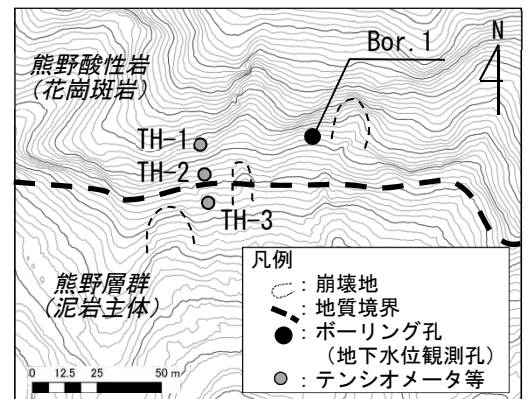 Bor.1
N
熊野酸性岩
(花崗斑岩)
TH-1
TH-2
TH-3
熊野層群
(泥岩主体)
凡例
：崩壊地
：地質境界
：ボーリング孔
(地下水位観測孔)
：テンシオメータ等
0 12.5 25 50 m